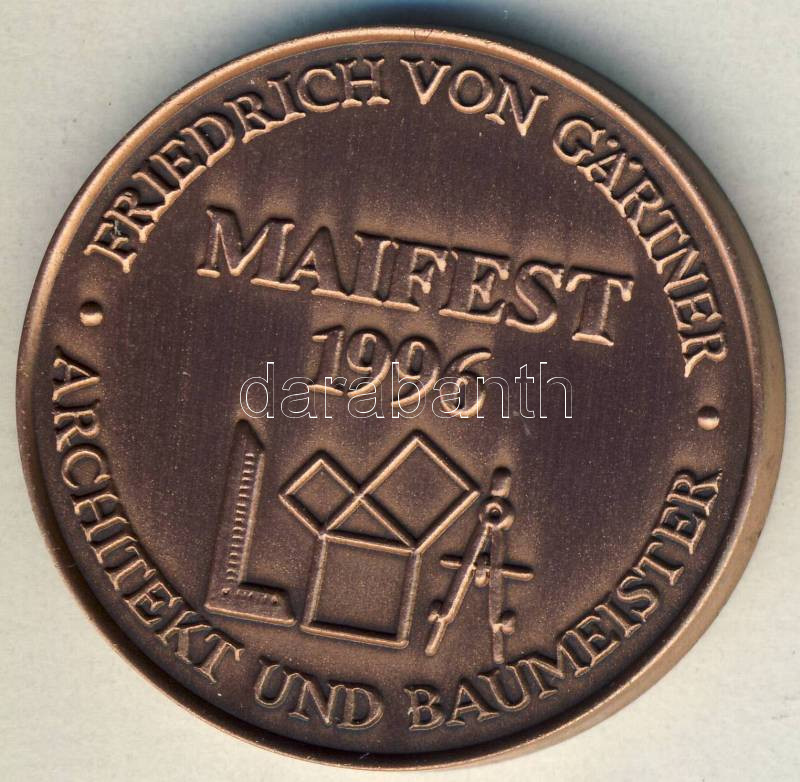 FRIEDRICH VON GÄRTNER
MAIFEST
1996
ARCHITEKT UND BAUMEISTER
darabanth